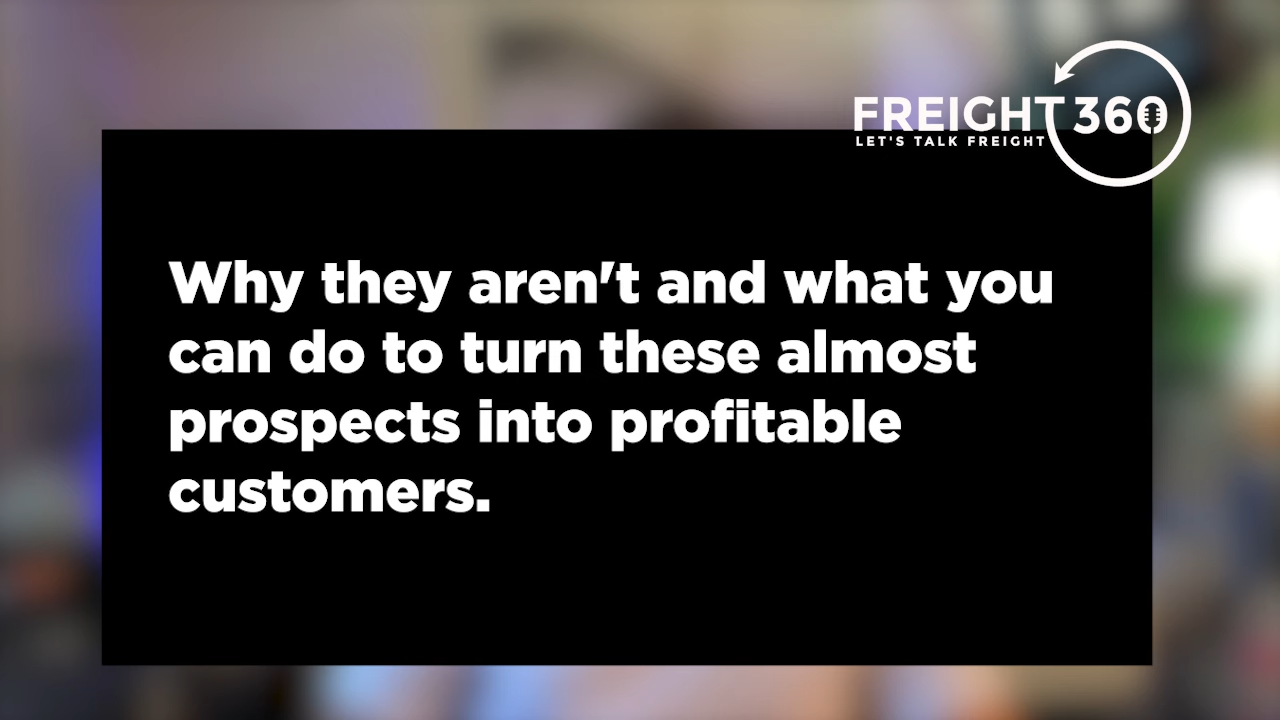 FREIGHT 360
LET'S TALK FREIGHT
Why they aren't and what you
can do to turn these almost
prospects into profitable
customers.